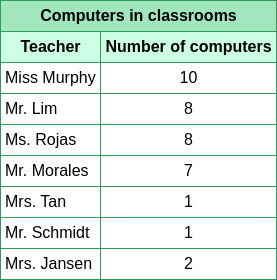 Computers in classrooms
Teacher Number of computers
Miss Murphy 10
Mr. Lim 8
Ms. Rojas 8
Mr. Morales 7
Mrs. Tan 1
Mr. Schmidt 1
Mrs. Jansen 2